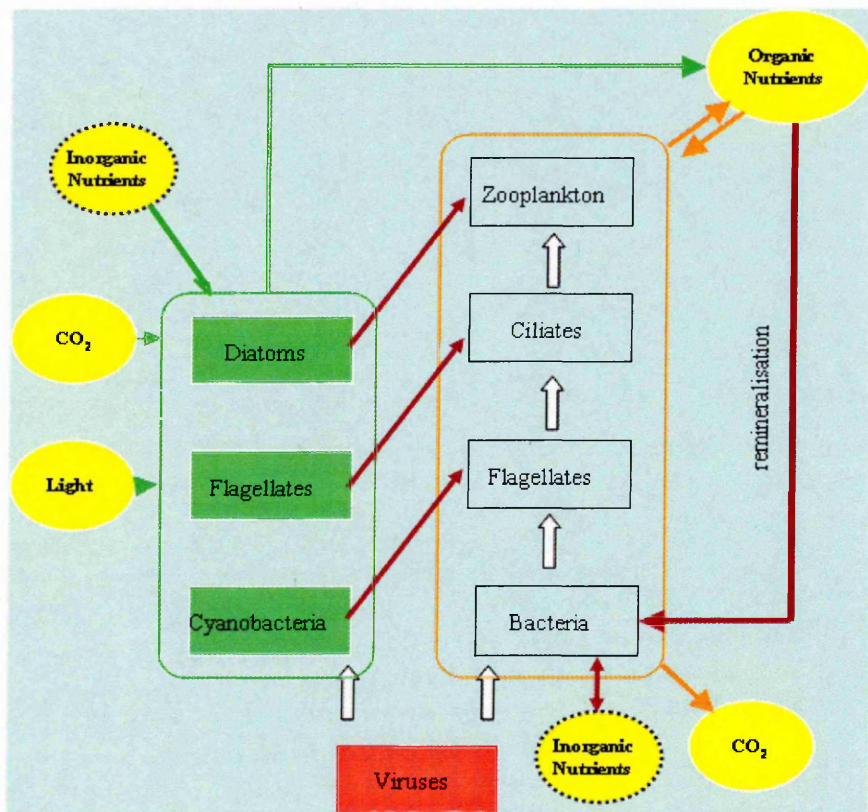 Organic
Nutrients
Inorganic
Nutrients
Zooplankton
CO₂
Diatoms
Ciliates
remineralisation
Light
Flagellates
Flagellates
Cyanobacteria
Bacteria
Inorganic
Nutrients
CO₂
Viruses